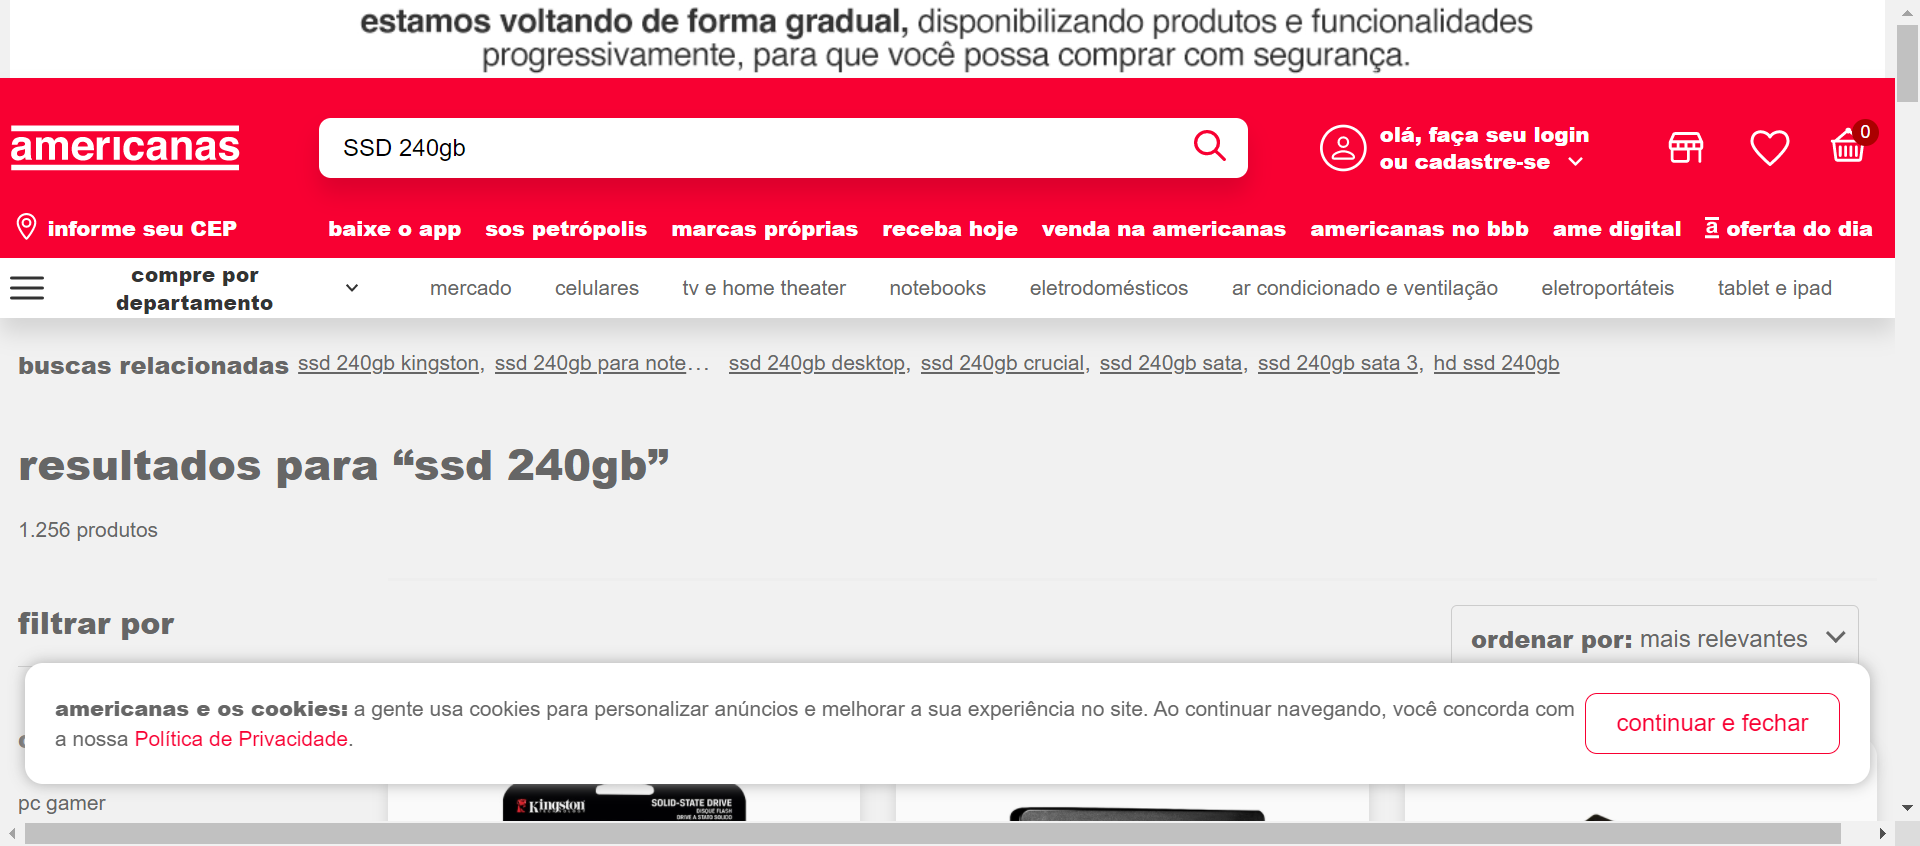 estamos voltando de forma gradual, disponibilizando produtos e funcionalidades
progressivamente, para que você possa comprar com segurança.
americanas
SSD 240gb
olá, faça seu login
ou cadastre-se
0
informe seu CEP
baixe o app
sos petrópolis
marcas próprias
receba hoje
venda na americanas
americanas no bbb
ame digital
a oferta do dia
compre por
departamento
mercado
celulares
tv e home theater
notebooks
eletrodomésticos
ar condicionado e ventilação
eletroportáteis
tablet e ipad
buscas relacionadas ssd 240gb kingston, ssd 240gb para note... ssd 240gb desktop, ssd 240gb crucial, ssd 240gb sata, ssd 240gb sata 3, hd ssd 240gb
resultados para “ssd 240gb”
1.256 produtos
filtrar por
ordenar por: mais relevantes
americanas e os cookies: a gente usa cookies para personalizar anúncios e melhorar a sua experiência no site. Ao continuar navegando, você concorda com
a nossa Política de Privacidade.
continuar e fechar
pc gamer
Kingston
SOLID-STATE DRIVE
DISQUE FLASH
DRIVE A STATO SOLIDO